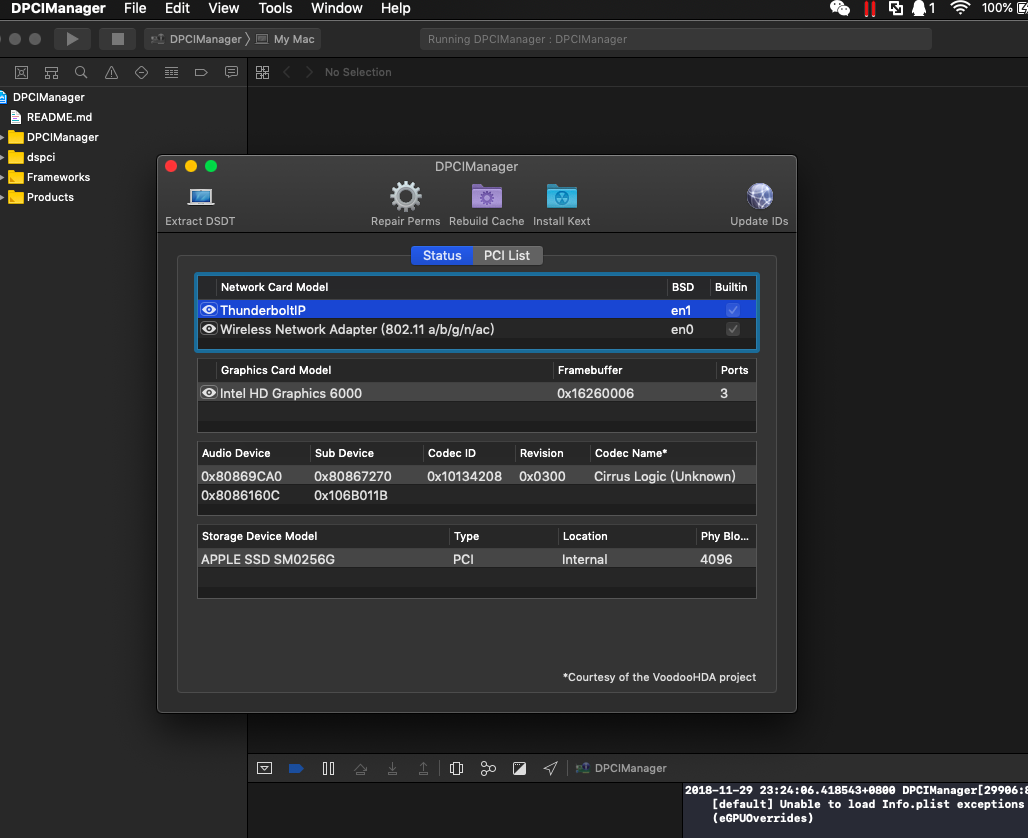 DPCIManager File Edit View Tools Window Help 1 100%
DPCIManager My Mac Running DPCIManager : DPCIManager
No Selection
DPCIManager
README.md
DPCIManager
dspci
Frameworks
Products
DPCIManager
Extract DSDT Repair Perms Rebuild Cache Install Kext Update IDs
Status PCI List
Network Card Model BSD Builtin
ThunderboltIP en1
Wireless Network Adapter (802.11 a/b/g/n/ac) en0
Graphics Card Model Framebuffer Ports
Intel HD Graphics 6000 0x16260006 3
Audio Device Sub Device Codec ID Revision Codec Name*
0x80869CA0 0x80867270 0x10134208 0x0300 Cirrus Logic (Unknown)
0x8086160C 0x106B011B
Storage Device Model Type Location Phy Blo...
APPLE SSD SM0256G PCI Internal 4096
*Courtesy of the VoodooHDA project
DPCIManager
2018-11-29 23:24:06.418543+0800 DPCIManager[29906:8
[default] Unable to load Info.plist exceptions
(eGPUOverrides)